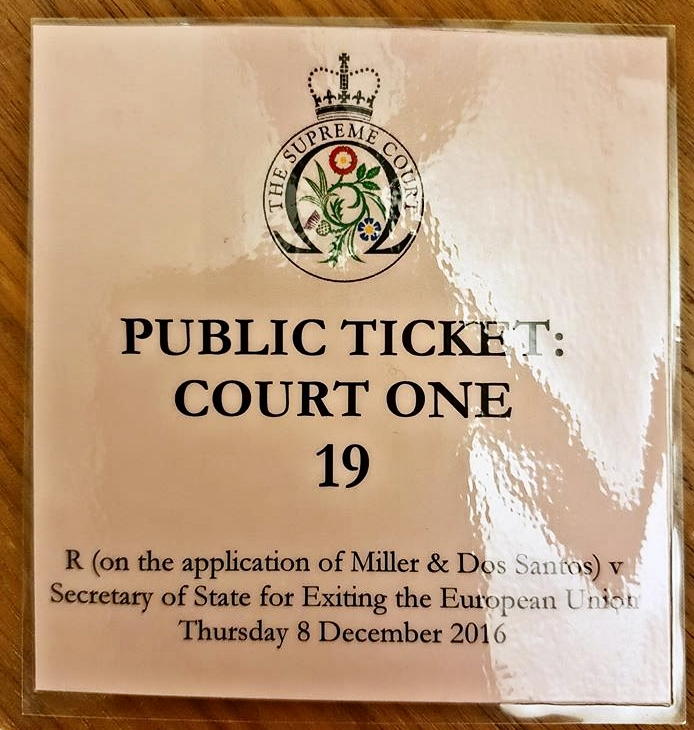 THE SUPREME COURT
PUBLIC TICKET:
COURT ONE
19
R (on the application of Miller & Dos Santos) v
Secretary of State for Exiting the European Union
Thursday 8 December 2016